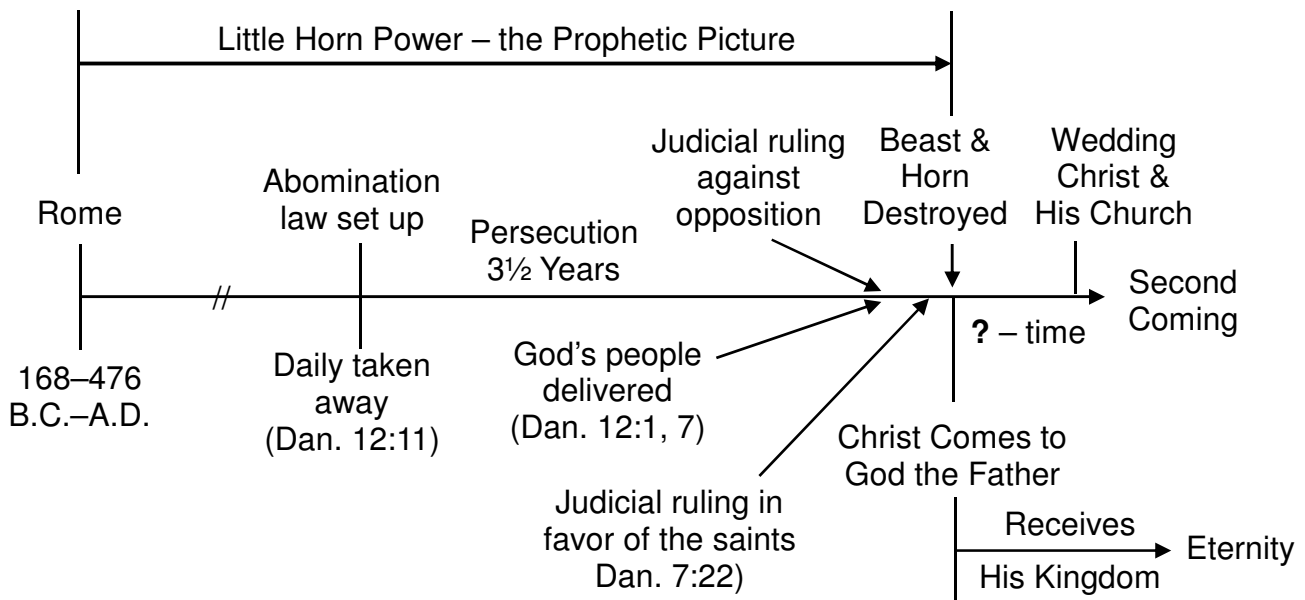 Little Horn Power – the Prophetic Picture
Rome
168–476
B.C.–A.D.
Abomination
law set up
Daily taken
away
(Dan. 12:11)
Persecution
3½ Years
God's people
delivered
(Dan. 12:1, 7)
Judicial ruling
against
opposition
Judicial ruling in
favor of the saints
Dan. 7:22)
Beast &
Horn
Destroyed
Wedding
Christ &
His Church
Second
Coming
? – time
Christ Comes to
God the Father
Receives
His Kingdom
Eternity